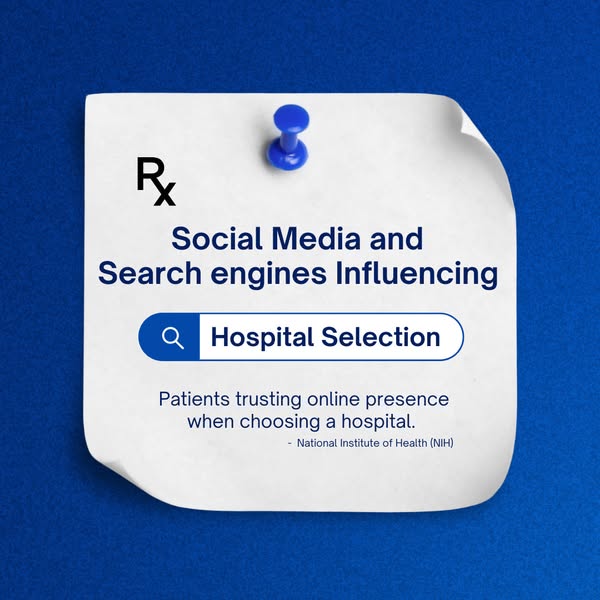 Rx
Social Media and
Search engines Influencing
Hospital Selection
Patients trusting online presence
when choosing a hospital.
- National Institute of Health (NIH)